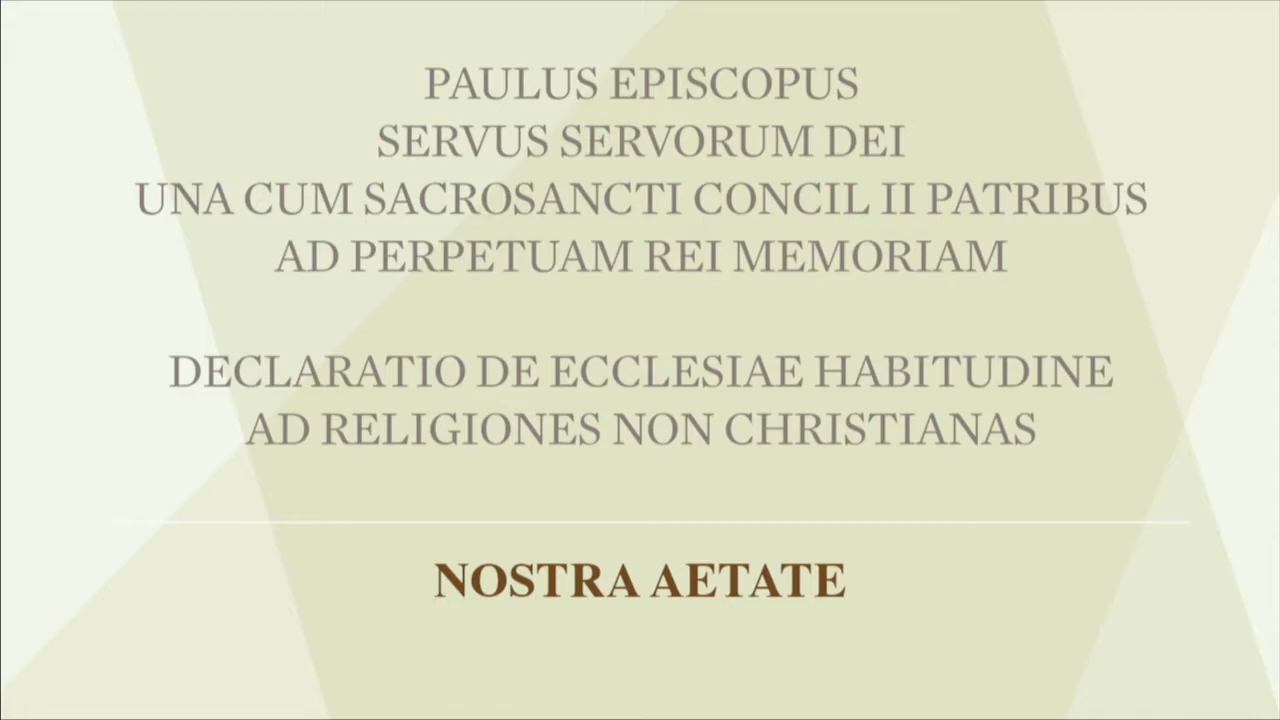 PAULUS EPISCOPUS
SERVUS SERVORUM DEI
UNA CUM SACROSANCTI CONCIL II PATRIBUS
AD PERPETUAM REI MEMORIAM
DECLARATIO DE ECCLESIAE HABITUDINE
AD RELIGIONES NON CHRISTIANAS
NOSTRA AETATE